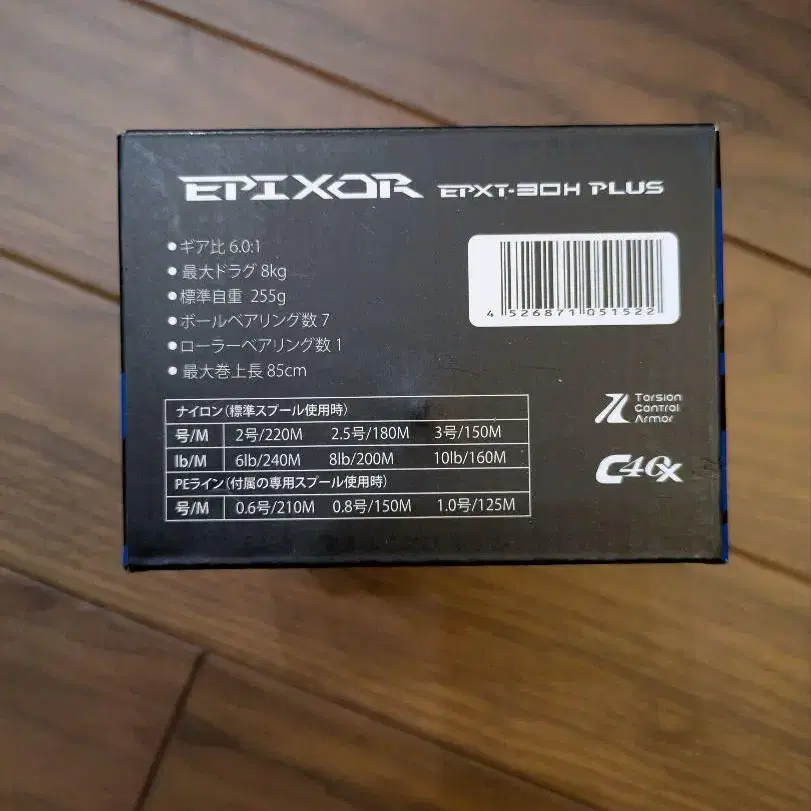 EPIXOR EPXT-30H PLUS
●ギア比 6.0:1
●最大ドラグ 8kg
●標準自重 255g
●ボールベアリング数 7
●ローラーベアリング数 1
●最大巻上長 85cm
4 526871 051522
ナイロン(標準スプール使用時)
号/M 2号/220M 2.5号/180M 3号/150M
lb/M 6lb/240M 8lb/200M 10lb/160M
PEライン(付属の専用スプール使用時)
号/M 0.6号/210M 0.8号/150M 1.0号/125M
Torsion
Control
Armor
C40X